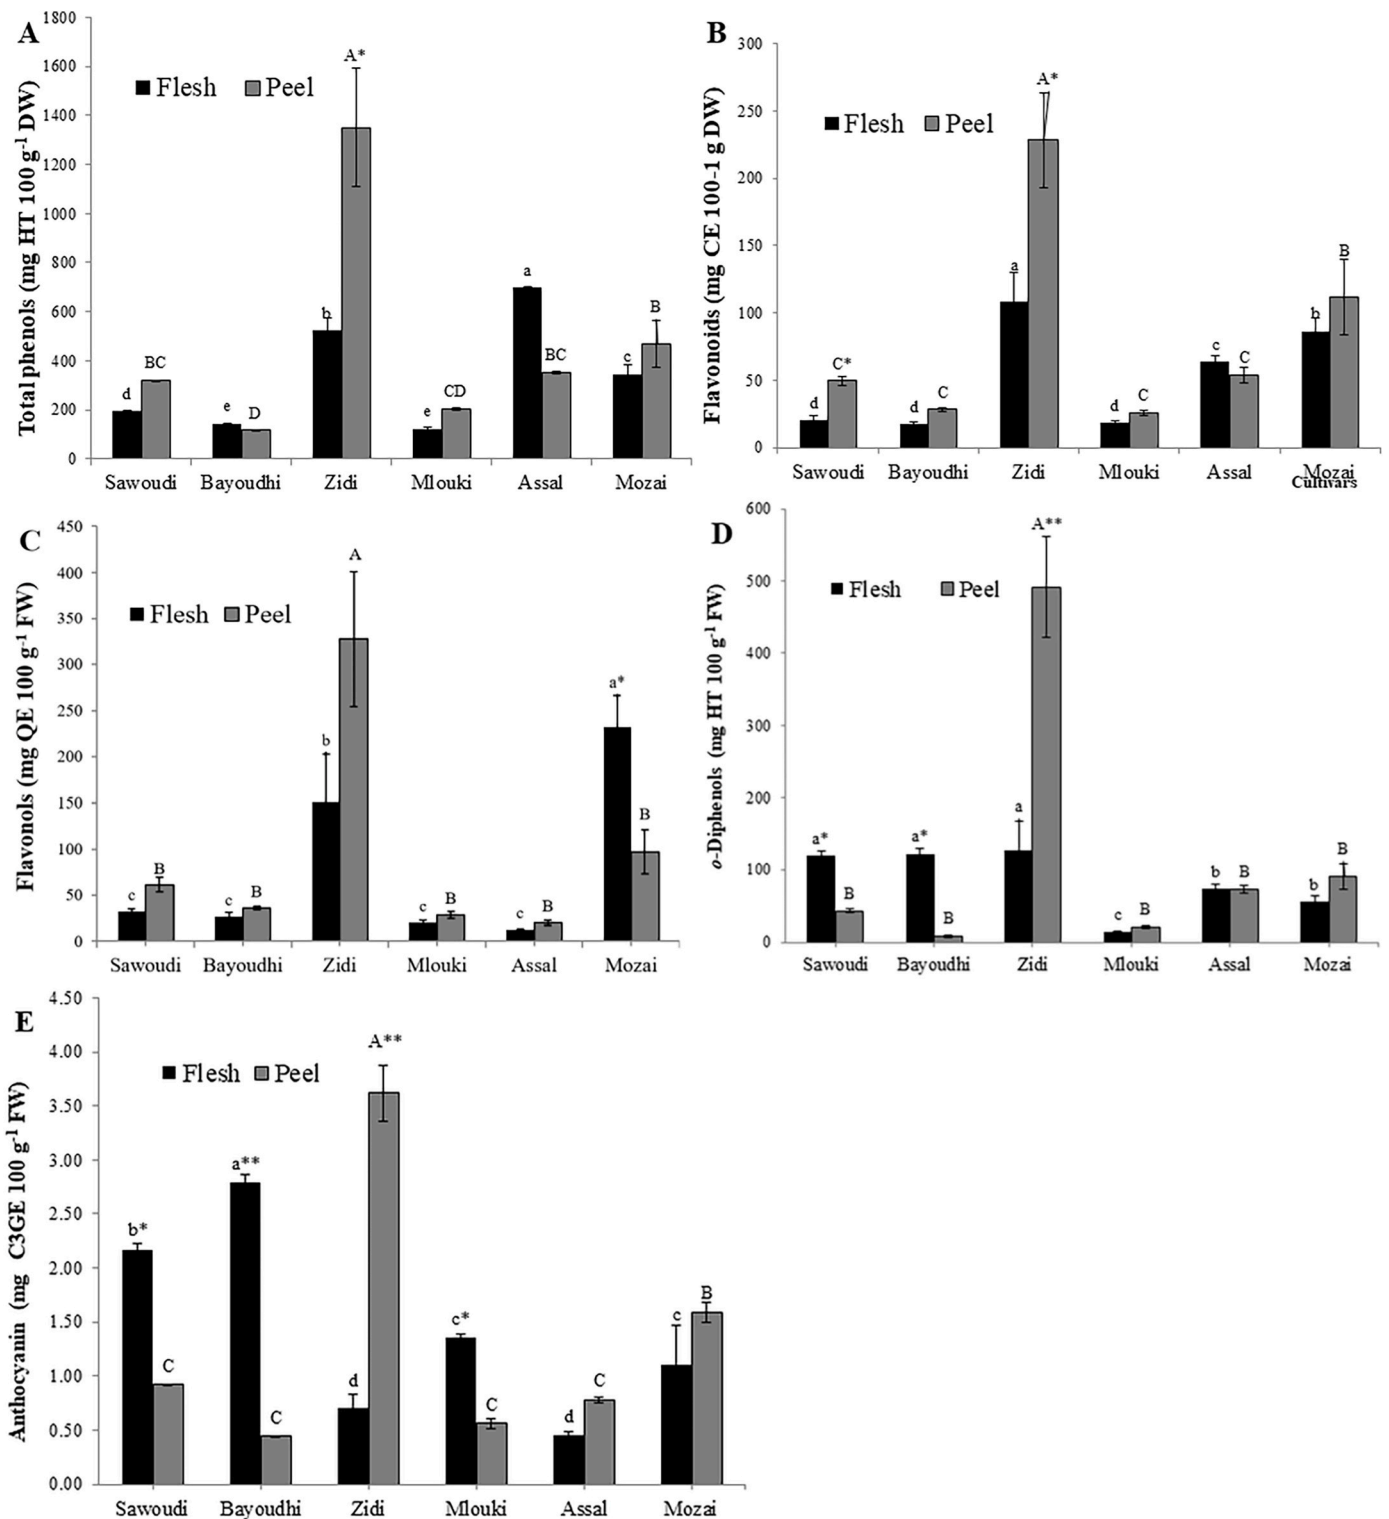 A
Total phenols (mg HT 100 g-1 DW)
1800
1600
1400
1200
1000
800
600
400
200
0
Flesh Peel
d BC e D b A* e CD a BC c B
Sawoudi Bayoudhi Zidi Mlouki Assal Mozai
B
Flavonoids (mg CE 100-1 g DW)
300
250
200
150
100
50
0
Flesh Peel
d C* d C a A* d C c C b B
Sawoudi Bayoudhi Zidi Mlouki Assal Mozai
Cultivars
C
Flavonols (mg QE 100 g-1 FW)
450
400
350
300
250
200
150
100
50
0
Flesh Peel
c B c B b A c B c B a* B
Sawoudi Bayoudhi Zidi Mlouki Assal Mozai
D
o-Diphenols (mg HT 100 g-1 FW)
600
500
400
300
200
100
0
Flesh Peel
a* B a* B a A** c B b B b B
Sawoudi Bayoudhi Zidi Mlouki Assal Mozai
E
Anthocyanin (mg C3GE 100 g-1 FW)
4.50
4.00
3.50
3.00
2.50
2.00
1.50
1.00
0.50
0.00
Flesh Peel
b* C a** C d A** c* C d C c B
Sawoudi Bayoudhi Zidi Mlouki Assal Mozai